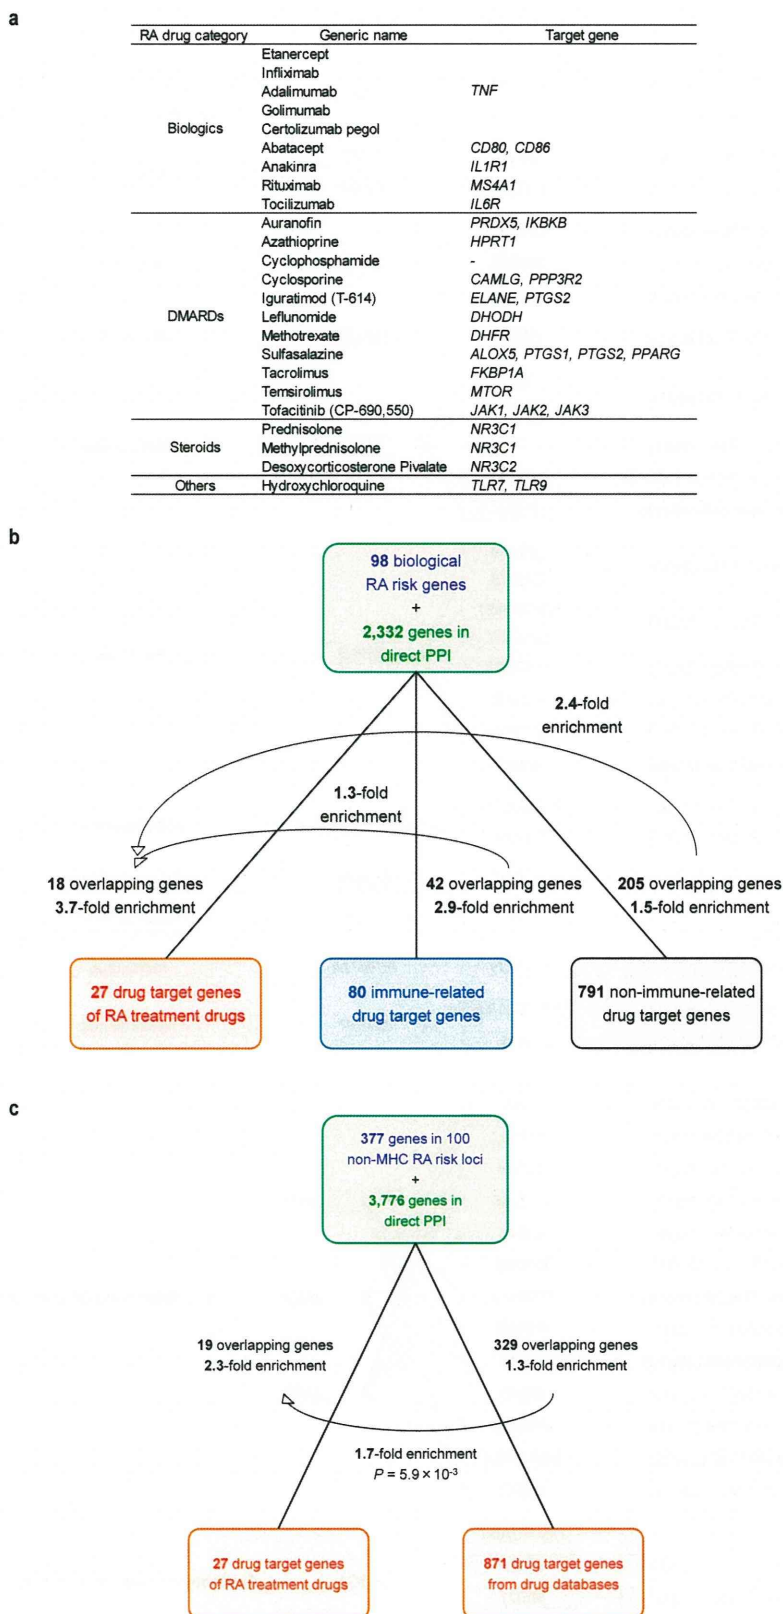 a
RA drug category Generic name Target gene
Etanercept
Infliximab
Adalimumab TNF
Golimumab
Biologics Certolizumab pegol
Abatacept CD80, CD86
Anakinra IL1R1
Rituximab MS4A1
Tocilizumab IL6R
Auranofin PRDX5, IKBKB
Azathioprine HPRT1
Cyclophosphamide -
Cyclosporine CAMLG, PPP3R2
Iguratimod (T-614) ELANE, PTGS2
DMARDs Leflunomide DHODH
Methotrexate DHFR
Sulfasalazine ALOX5, PTGS1, PTGS2, PPARG
Tacrolimus FKBP1A
Temsirolimus MTOR
Tofacitinib (CP-690,550) JAK1, JAK2, JAK3
Prednisolone NR3C1
Steroids Methylprednisolone NR3C1
Desoxycorticosterone Pivalate NR3C2
Others Hydroxychloroquine TLR7, TLR9
b
98 biological
RA risk genes
+
2,332 genes in
direct PPI
2.4-fold
enrichment
1.3-fold
enrichment
18 overlapping genes
3.7-fold enrichment
42 overlapping genes
2.9-fold enrichment
205 overlapping genes
1.5-fold enrichment
27 drug target genes
of RA treatment drugs
80 immune-related
drug target genes
791 non-immune-related
drug target genes
c
377 genes in 100
non-MHC RA risk loci
+
3,776 genes in
direct PPI
19 overlapping genes
2.3-fold enrichment
329 overlapping genes
1.3-fold enrichment
1.7-fold enrichment
P = 5.9 × 10⁻³
27 drug target genes
of RA treatment drugs
871 drug target genes
from drug databases